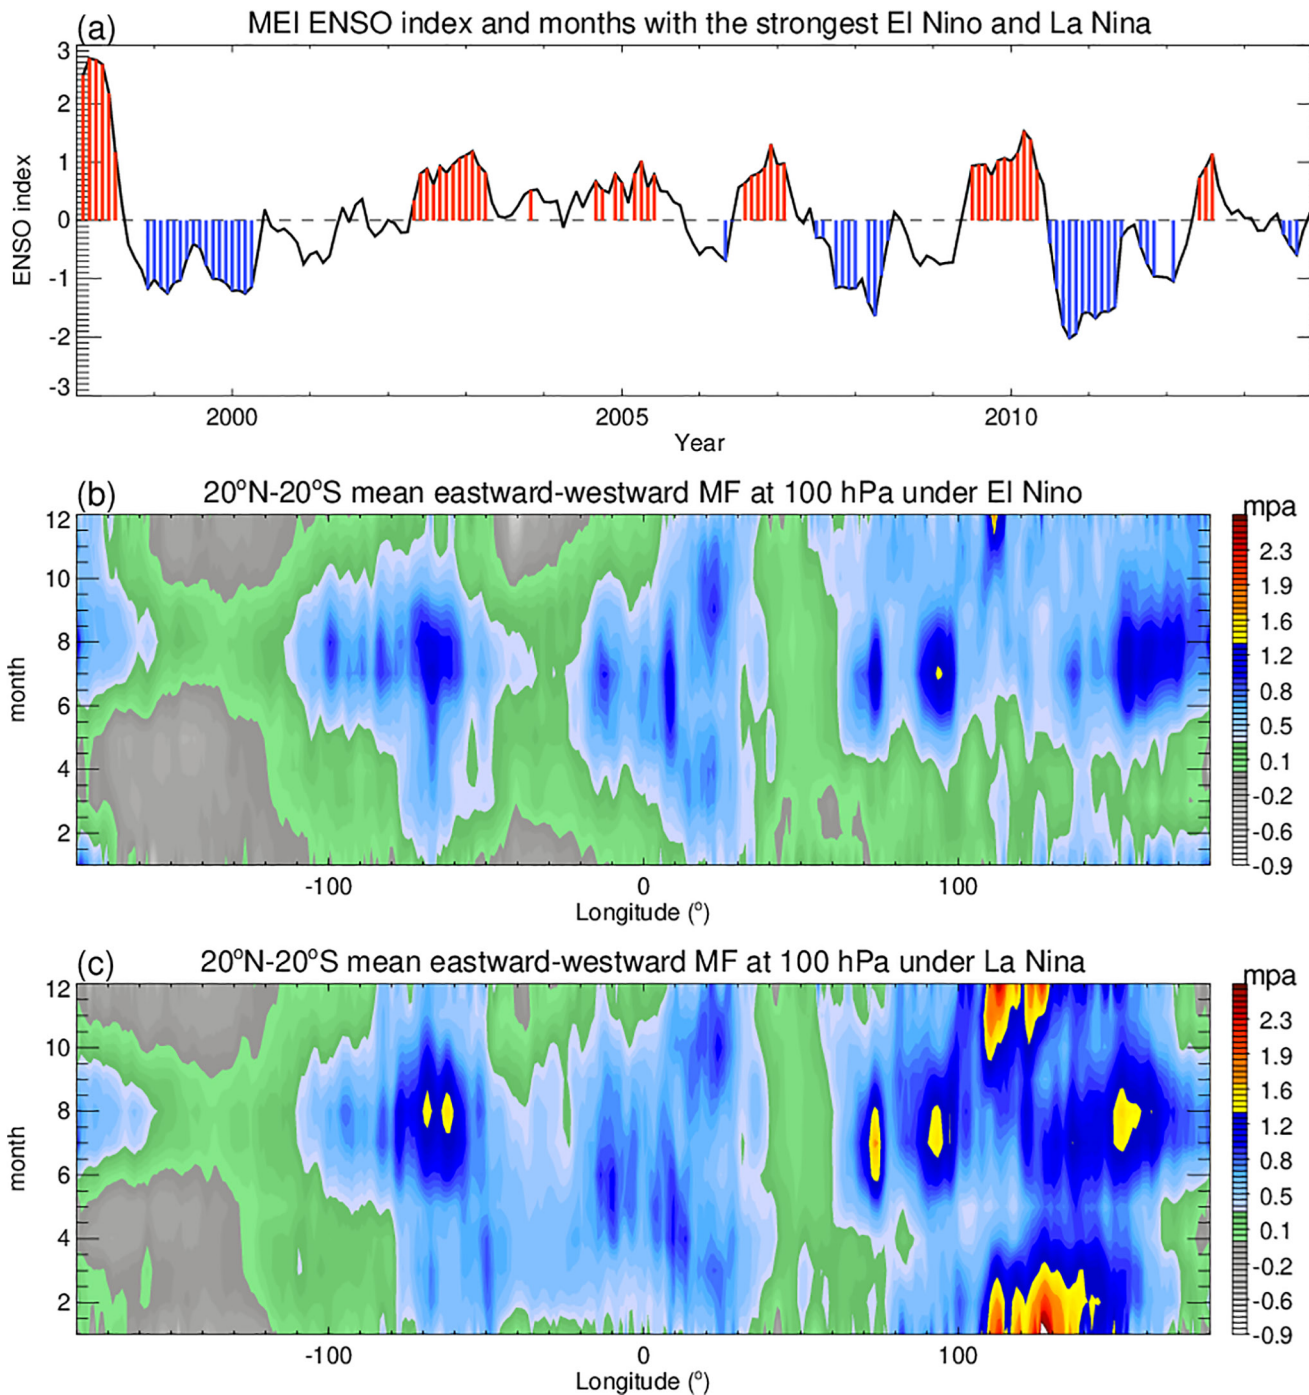 (a) MEI ENSO index and months with the strongest El Nino and La Nina
3
2
1
0
-1
-2
-3
ENSO index
2000 2005 2010
Year
(b) 20°N-20°S mean eastward-westward MF at 100 hPa under El Nino
mpa
12
10
8
6
4
2
month
2.3
1.9
1.6
1.2
0.8
0.5
0.1
-0.2
-0.6
-0.9
-100 0 100
Longitude (°)
(c) 20°N-20°S mean eastward-westward MF at 100 hPa under La Nina
mpa
12
10
8
6
4
2
month
2.3
1.9
1.6
1.2
0.8
0.5
0.1
-0.2
-0.6
-0.9
-100 0 100
Longitude (°)